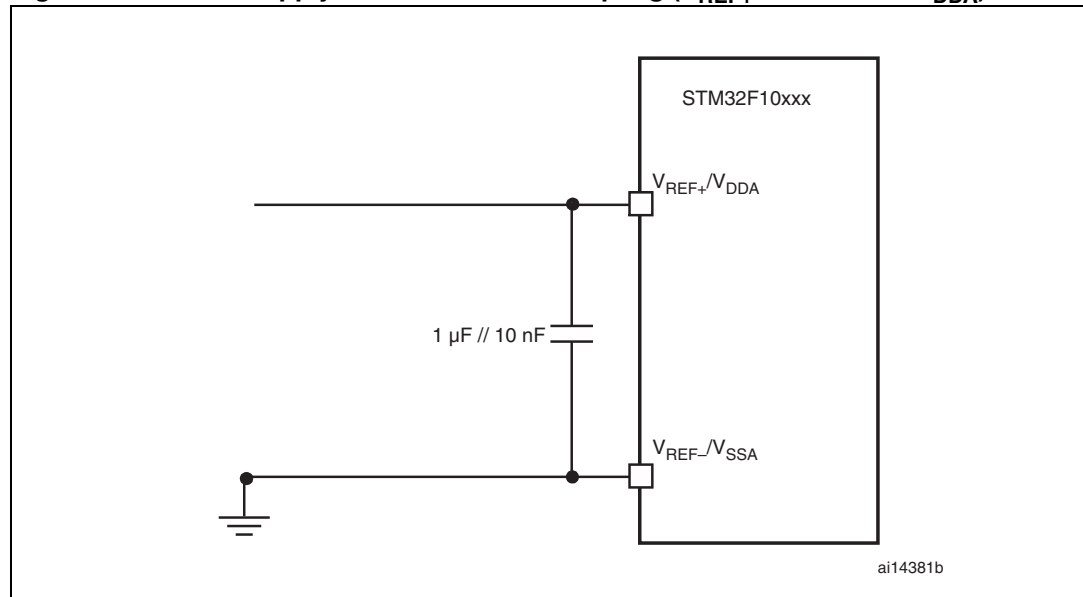 STM32F10xxx
VREF+/VDDA
1 µF // 10 nF
VREF–/VSSA
ai14381b